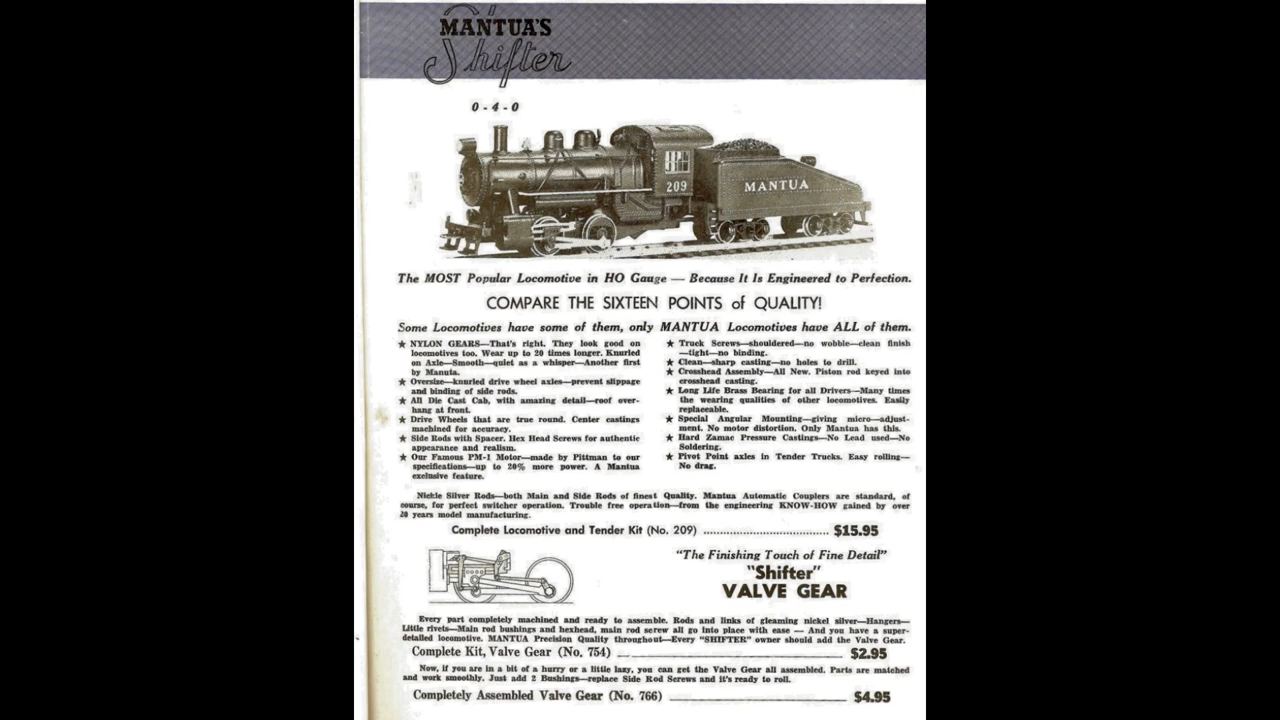 MANTUA'S
Shifter
0-4-0
209
MANTUA
The MOST Popular Locomotive in HO Gauge — Because It Is Engineered to Perfection.
COMPARE THE SIXTEEN POINTS of QUALITY!
Some Locomotives have some of them, only MANTUA Locomotives have ALL of them.
★ NYLON GEARS—That's right. They look good on
locomotives too. Wear up to 20 times longer. Knurled
on Axle—Smooth—quiet as a whisper—Another first
by Manuta.
★ Oversize—knurled drive wheel axles—prevent slippage
and binding of side rods.
★ All Die Cast Cab, with amazing detail—roof over-
hang at front.
★ Drive Wheels that are true round. Center castings
machined for accuracy.
★ Side Rods with Spacer. Hex Head Screws for authentic
appearance and realism.
★ Our Famous PM-1 Motor—made by Pittman to our
specifications—up to 20% more power. A Mantua
exclusive feature.
★ Truck Screws—shouldered—no wobble—clean finish
—tight—no binding.
★ Clean—sharp casting—no holes to drill.
★ Crosshead Assembly—All New. Piston rod keyed into
crosshead casting.
★ Long Life Brass Bearing for all Drivers—Many times
the wearing qualities of other locomotives. Easily
replaceable.
★ Special Angular Mounting—giving micro—adjust-
ment. No motor distortion. Only Mantua has this.
★ Hard Zamac Pressure Castings—No Lead used—No
Soldering.
★ Pivot Point axles in Tender Trucks. Easy rolling—
No drag.
Nickle Silver Rods—both Main and Side Rods of finest Quality. Mantua Automatic Couplers are standard, of
course, for perfect switcher operation. Trouble free operation—from the engineering KNOW-HOW gained by over
20 years model manufacturing.
Complete Locomotive and Tender Kit (No. 209) ................................ $15.95
"The Finishing Touch of Fine Detail"
"Shifter"
VALVE GEAR
Every part completely machined and ready to assemble. Rods and links of gleaming nickel silver—Hangers—
Little rivets—Main rod bushings and hexhead, main rod screw all go into place with ease — And you have a super-
detailed locomotive. MANTUA Precision Quality throughout—Every "SHIFTER" owner should add the Valve Gear.
Complete Kit, Valve Gear (No. 754) $2.95
Now, if you are in a bit of a hurry or a little lazy, you can get the Valve Gear all assembled. Parts are matched
and work smoothly. Just add 2 Bushings—replace Side Rod Screws and it's ready to roll.
Completely Assembled Valve Gear (No. 766) $4.95